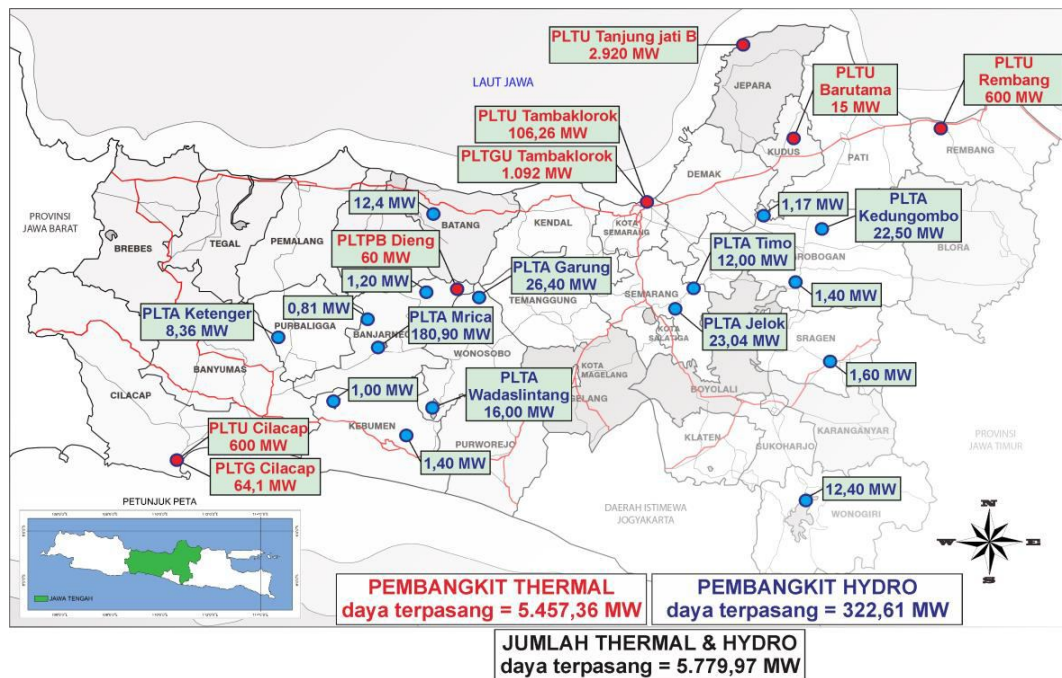 PLTU Tanjung jati B
2.920 MW
LAUT JAWA
JEPARA
PLTU
Barutama
15 MW
PLTU
Rembang
600 MW
PLTU Tambaklorok
106,26 MW
PLTGU Tambaklorok
1.092 MW
KUDUS
PATI
REMBANG
DEMAK
PROVINSI
JAWA BARAT
BREBES
TEGAL
PEMALANG
12,4 MW
BATANG
KENDAL
KOTA
SEMARANG
1,17 MW
PLTA
Kedungombo
22,50 MW
BLORA
PLTPB Dieng
60 MW
1,20 MW
PLTA Garung
26,40 MW
TEMANGGUNG
SEMARANG
PLTA Timo
12,00 MW
ROBOGAN
1,40 MW
PLTA Ketenger
8,36 MW
0,81 MW
PURBALIGGA
BANJARNEG
PLTA Mrica
180,90 MW
WONOSOBO
KOTA
SALATIGA
PLTA Jelok
23,04 MW
SRAGEN
1,60 MW
BANYUMAS
CILACAP
1,00 MW
KEBUMEN
PLTA
Wadaslintang
16,00 MW
KOTA
MAGELANG
GELANG
BOYOLALI
PURWOREJO
1,40 MW
KLATEN
SUKOHARJO
KARANGANYAR
PROVINSI
JAWA TIMUR
PLTU Cilacap
600 MW
PLTG Cilacap
64,1 MW
DAERAH ISTIMEWA
JOGYAKARTA
12,40 MW
WONOGIRI
PETUNJUK PETA
JAWA TENGAH
N
W
E
S
PEMBANGKIT THERMAL
daya terpasang = 5.457,36 MW
PEMBANGKIT HYDRO
daya terpasang = 322,61 MW
JUMLAH THERMAL & HYDRO
daya terpasang = 5.779,97 MW